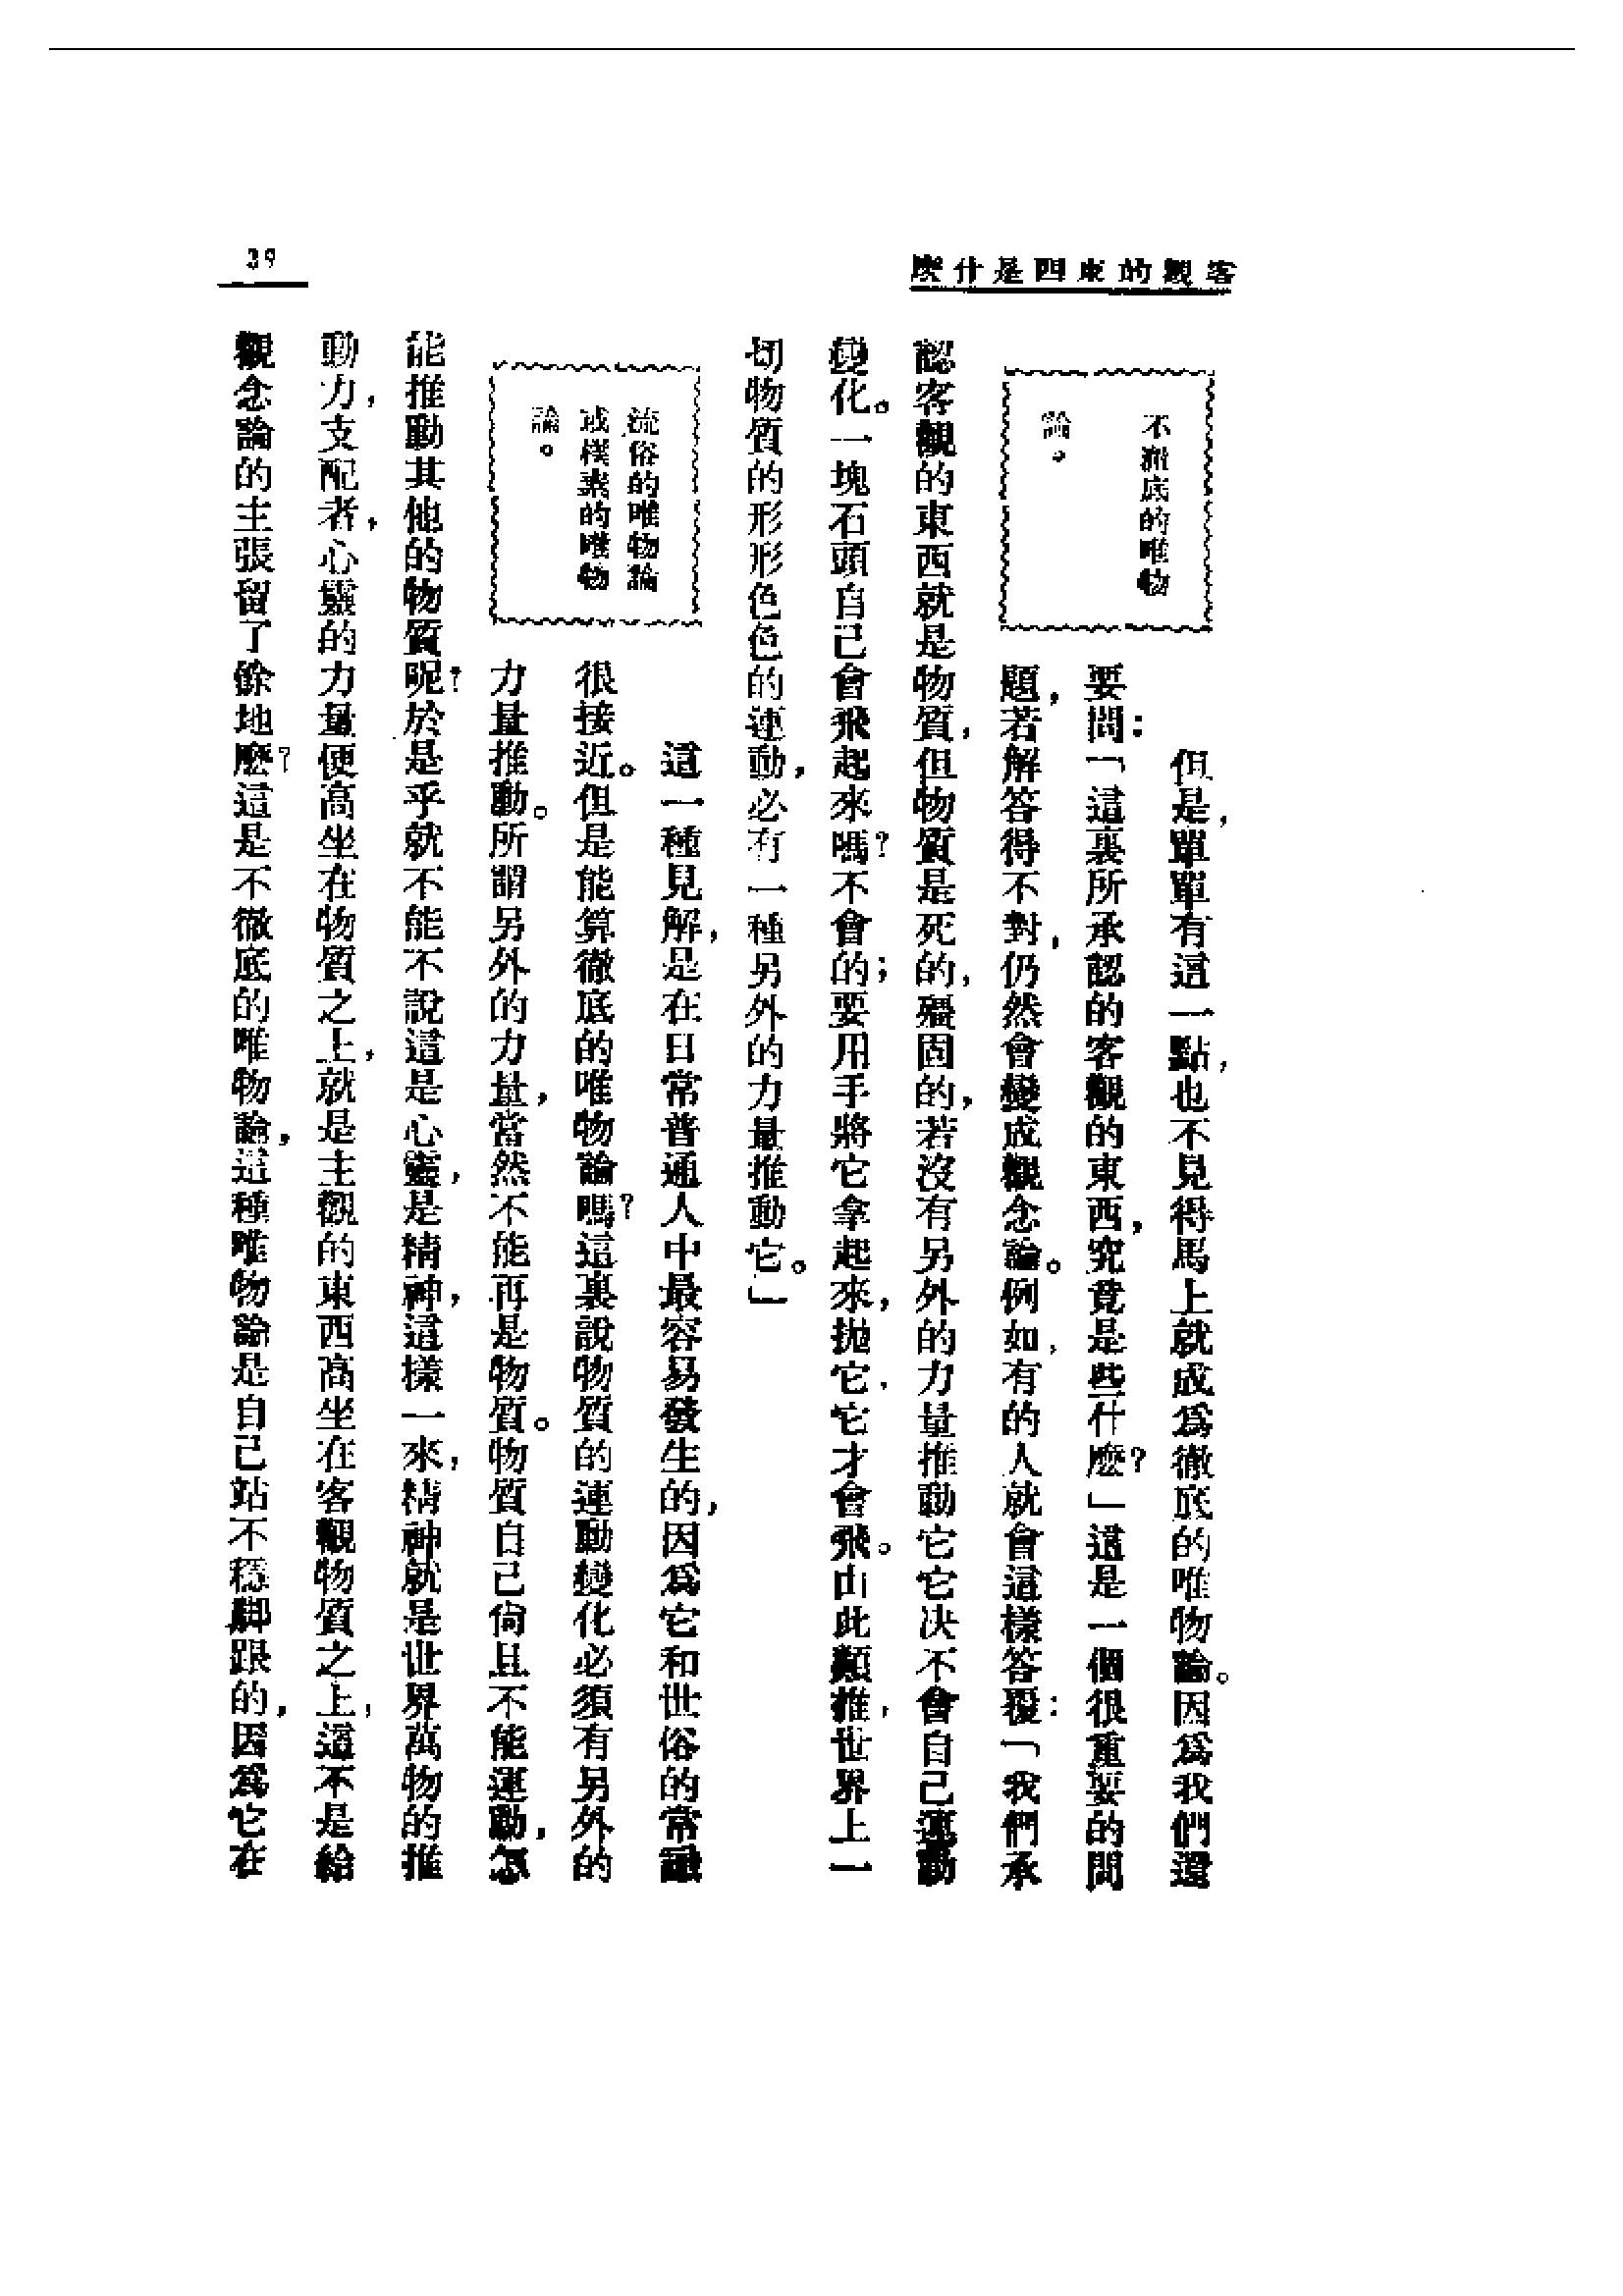 客觀的東西是什麽
39
不徹底的唯物
論。
但是，單單有這一點，也不見得馬上就成爲徹底的唯物論。因爲我們還
要問：「這裏所承認的客觀的東西，究竟是些什麽？」這是一個很重要的問
題，若解答得不對，仍然會變成觀念論。例如，有的人就會這樣答覆：「我們承
認客觀的東西就是物質，但物質是死的，殭固的，若沒有另外的力量推動它它决不會自己運動
變化。一塊石頭自己會飛起來嗎？不會的；要用手將它拿起來，拋它，它才會飛。由此類推，世界上一
切物質的形形色色的運動，必有一種另外的力量推動它。」
流俗的唯物論
或樸素的唯物
論。
這一種見解，是在日常普通人中最容易發生的，因爲它和世俗的常識
很接近。但是能算徹底的唯物論嗎？這裏說物質的運動變化必須有另外的
力量推動。所謂另外的力量，當然不能再是物質。物質自己尙且不能運動，怎
能推動其他的物質呢？於是乎就不能不說這是心靈，是精神，這樣一來，精神就是世界萬物的推
動力，支配者，心靈的力量便高坐在物質之上，就是主觀的東西高坐在客觀物質之上，這不是給
觀念論的主張留了餘地麽？這是不徹底的唯物論，這種唯物論是自己站不穩脚跟的，因爲它在